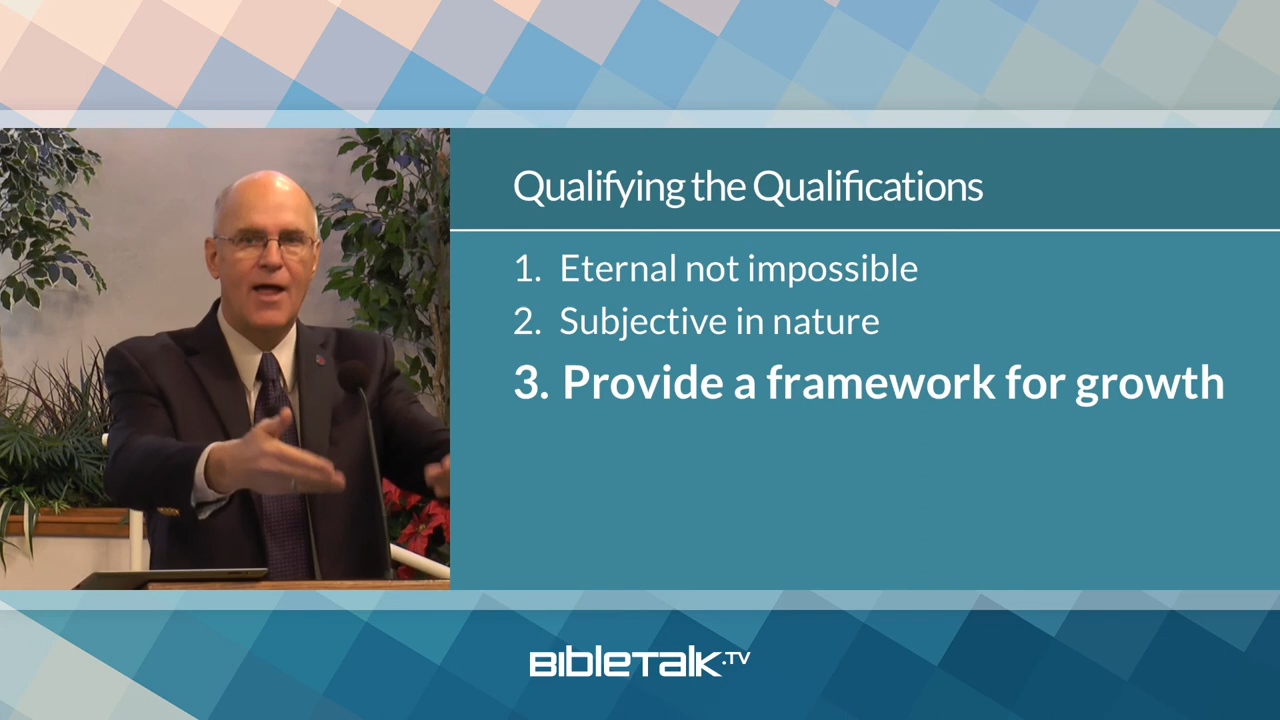 Qualifying the Qualifications
1. Eternal not impossible
2. Subjective in nature
3. Provide a framework for growth
BIBLETALK.TV